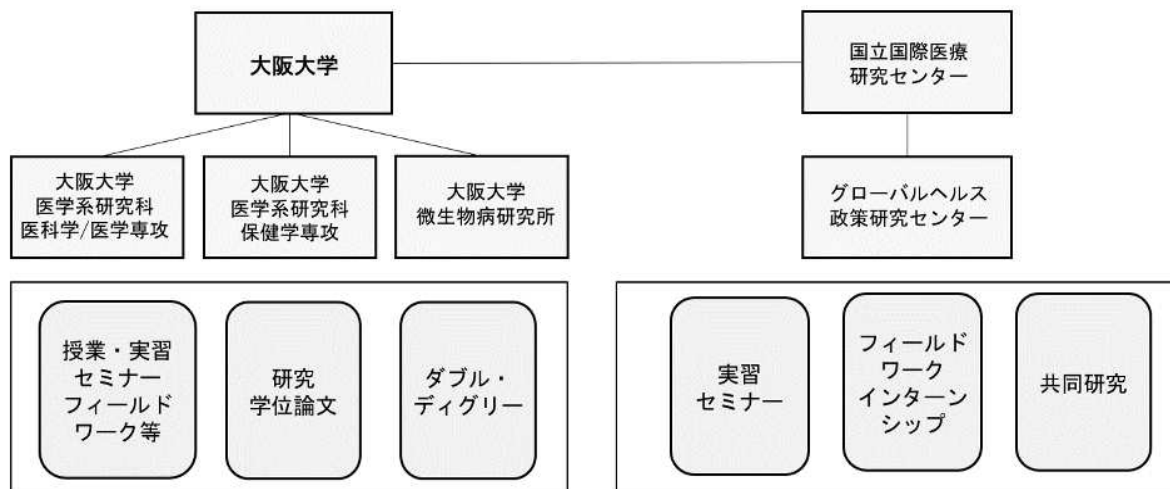 大阪大学
国立国際医療
研究センター
大阪大学
医学系研究科
医科学/医学専攻
大阪大学
医学系研究科
保健学専攻
大阪大学
微生物病研究所
グローバルヘルス
政策研究センター
授業・実習
セミナー
フィールド
ワーク等
研究
学位論文
ダブル・
ディグリー
実習
セミナー
フィールド
ワーク
インターン
シップ
共同研究